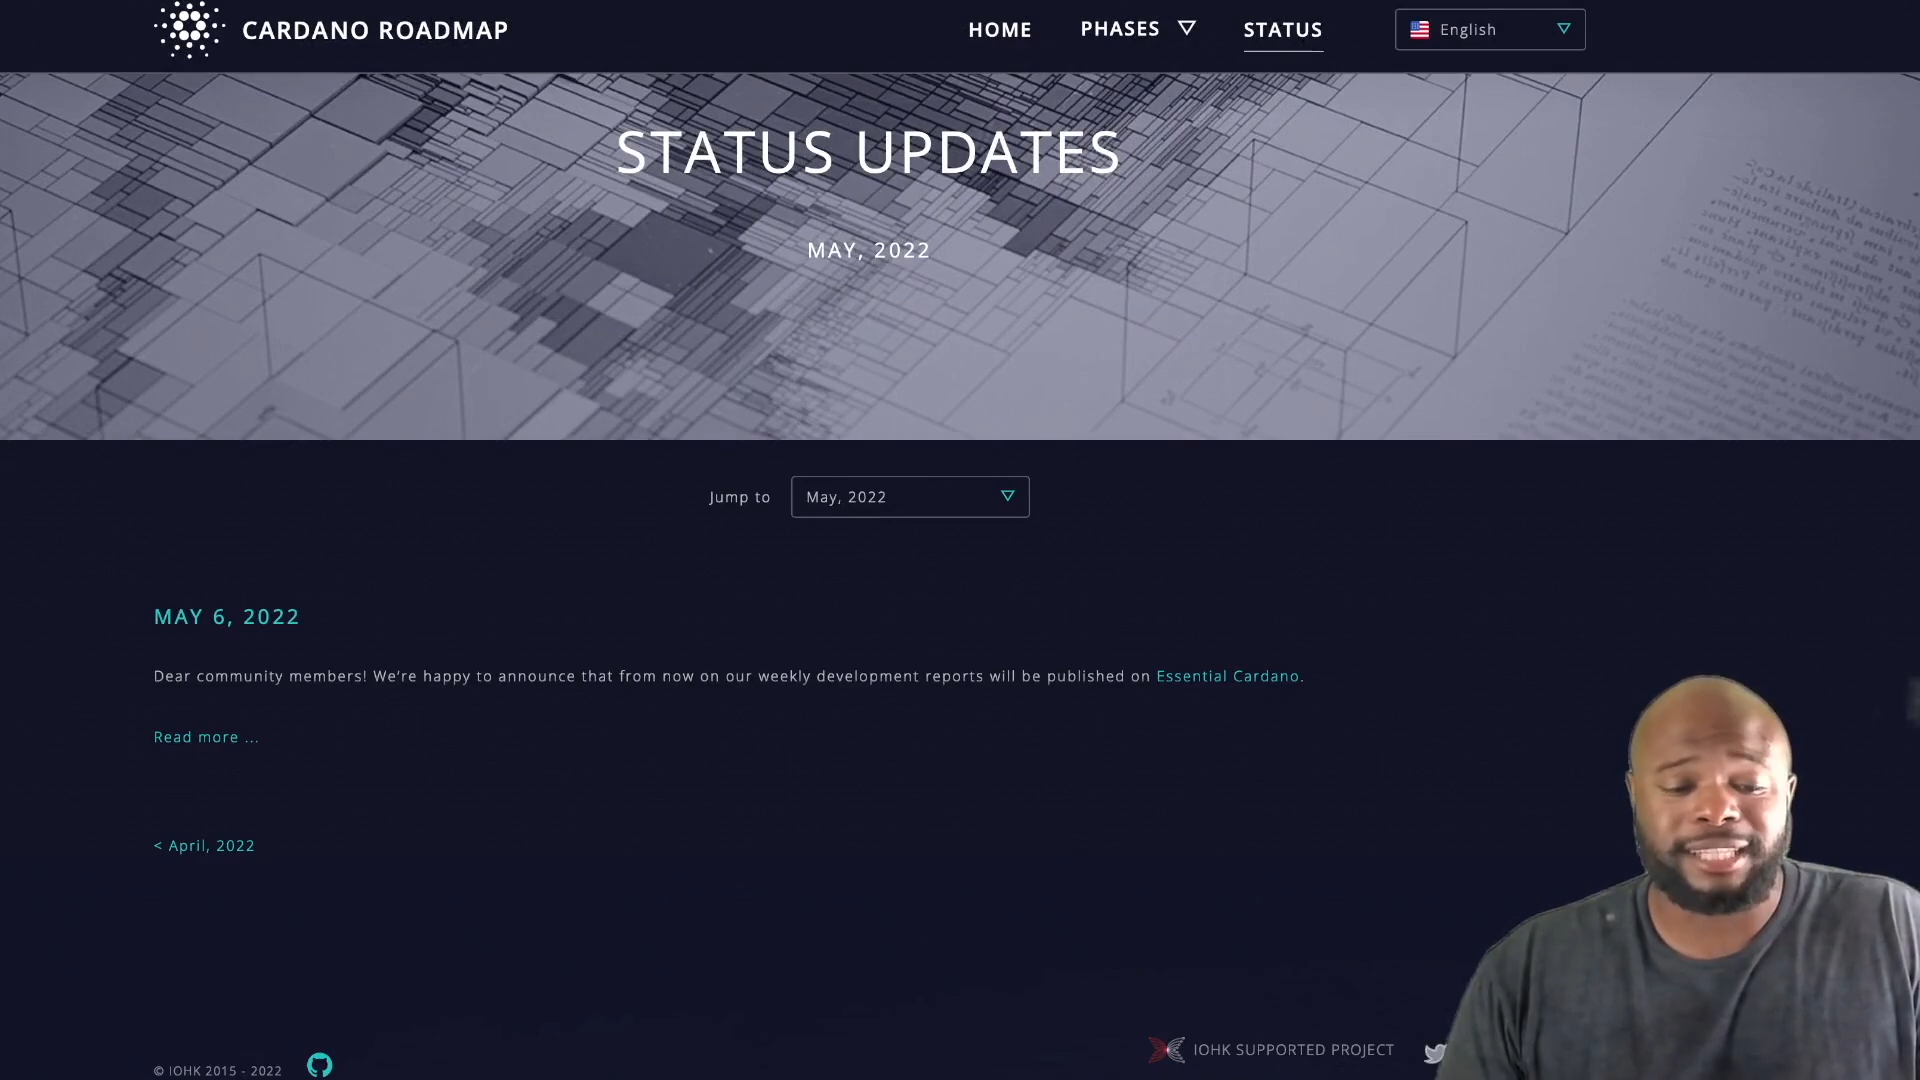 CARDANO ROADMAP
HOME PHASES STATUS English
STATUS UPDATES
MAY, 2022
Jump to May, 2022
MAY 6, 2022
Dear community members! We're happy to announce that from now on our weekly development reports will be published on Essential Cardano.
Read more ...
< April, 2022
© IOHK 2015 - 2022
IOHK SUPPORTED PROJECT